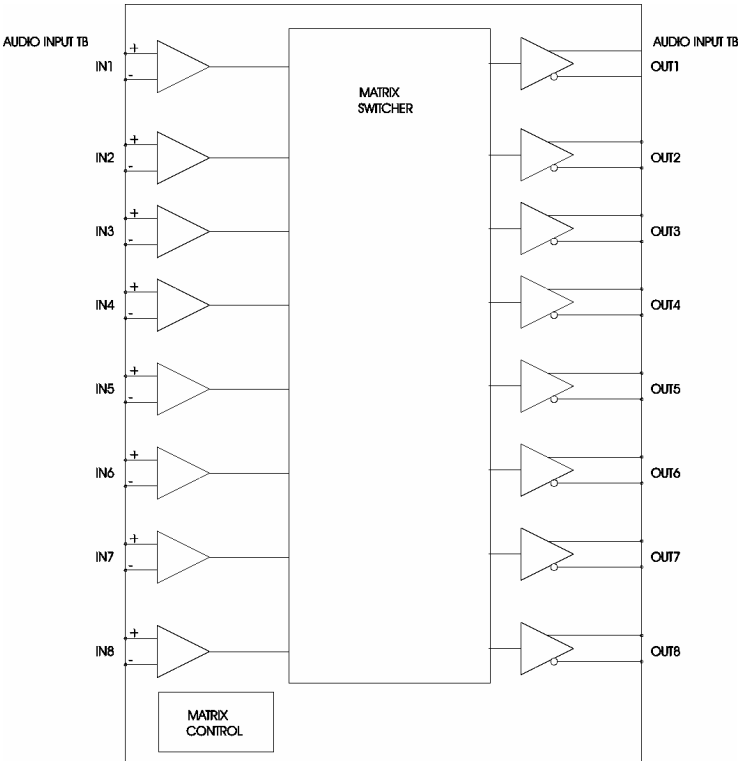 AUDIO INPUT TB
AUDIO INPUT TB
+
-
IN1
OUT1
MATRIX
SWITCHER
+
-
IN2
OUT2
+
-
IN3
OUT3
+
-
IN4
OUT4
+
-
IN5
OUT5
+
-
IN6
OUT6
+
-
IN7
OUT7
+
-
IN8
OUT8
MATRIX
CONTROL